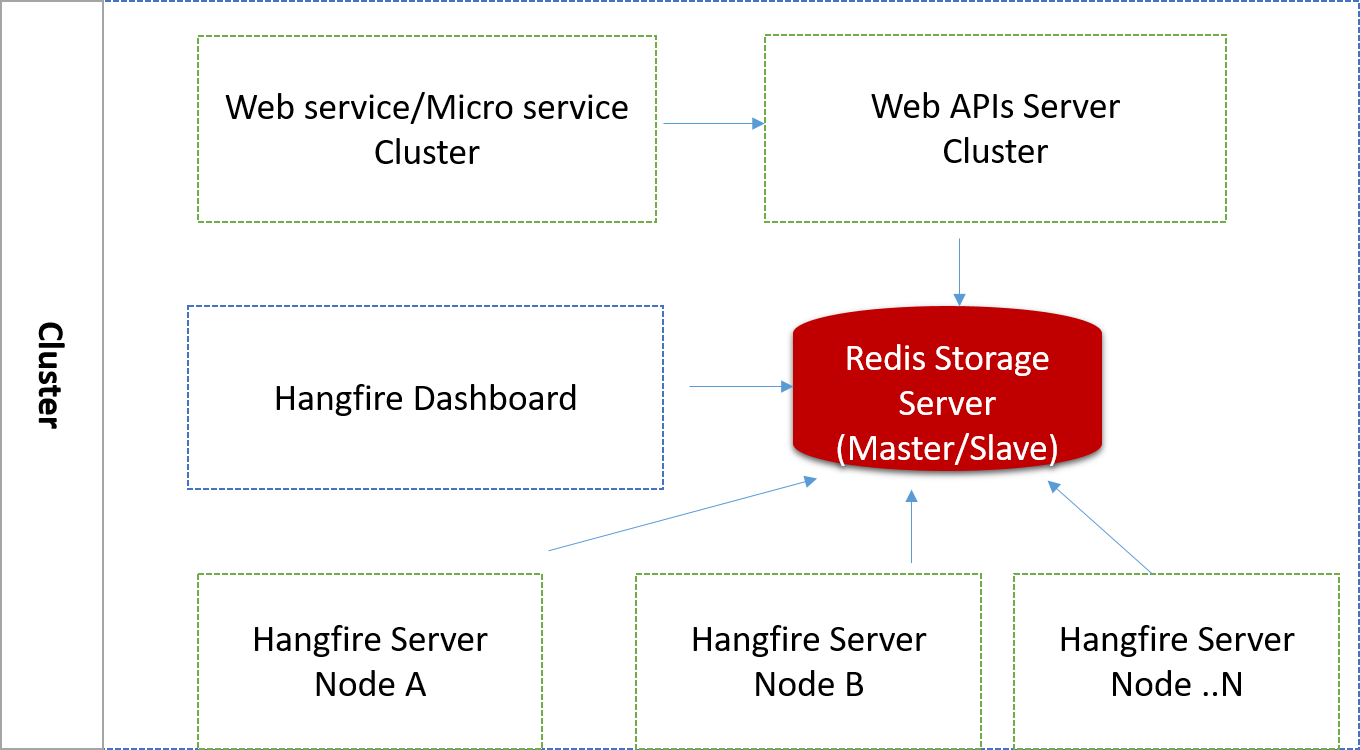 Cluster
Web service/Micro service
Cluster
Web APIs Server
Cluster
Hangfire Dashboard
Redis Storage
Server
(Master/Slave)
Hangfire Server
Node A
Hangfire Server
Node B
Hangfire Server
Node ..N